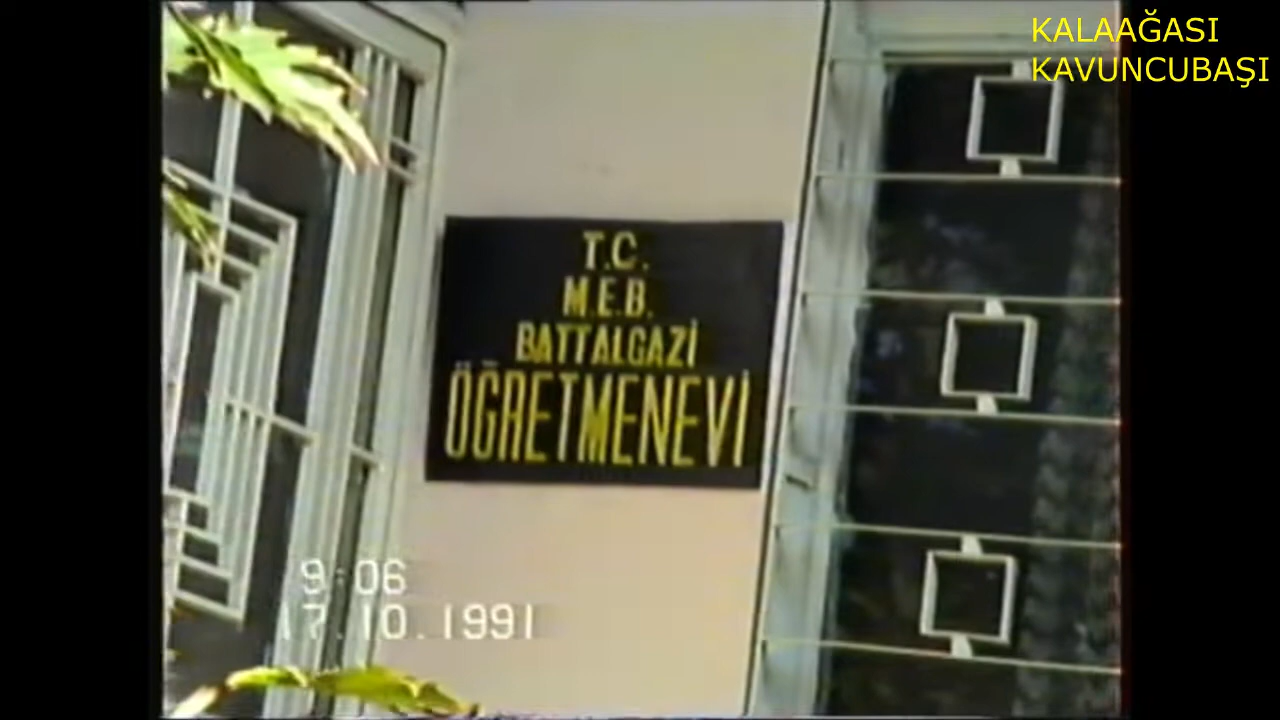 KALAAĞASI
KAVUNCUBAŞI
T.C.
M.E.B.
BATTALGAZİ
ÖĞRETMENEVİ
9:06
17.10.1991